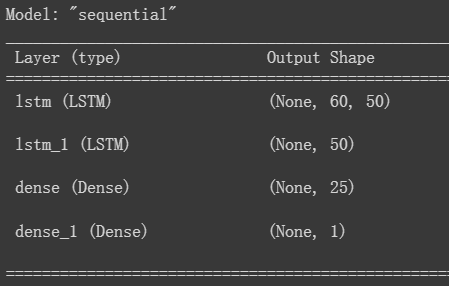 Model: "sequential"
Layer (type) Output Shape
lstm (LSTM) (None, 60, 50)
lstm_1 (LSTM) (None, 50)
dense (Dense) (None, 25)
dense_1 (Dense) (None, 1)